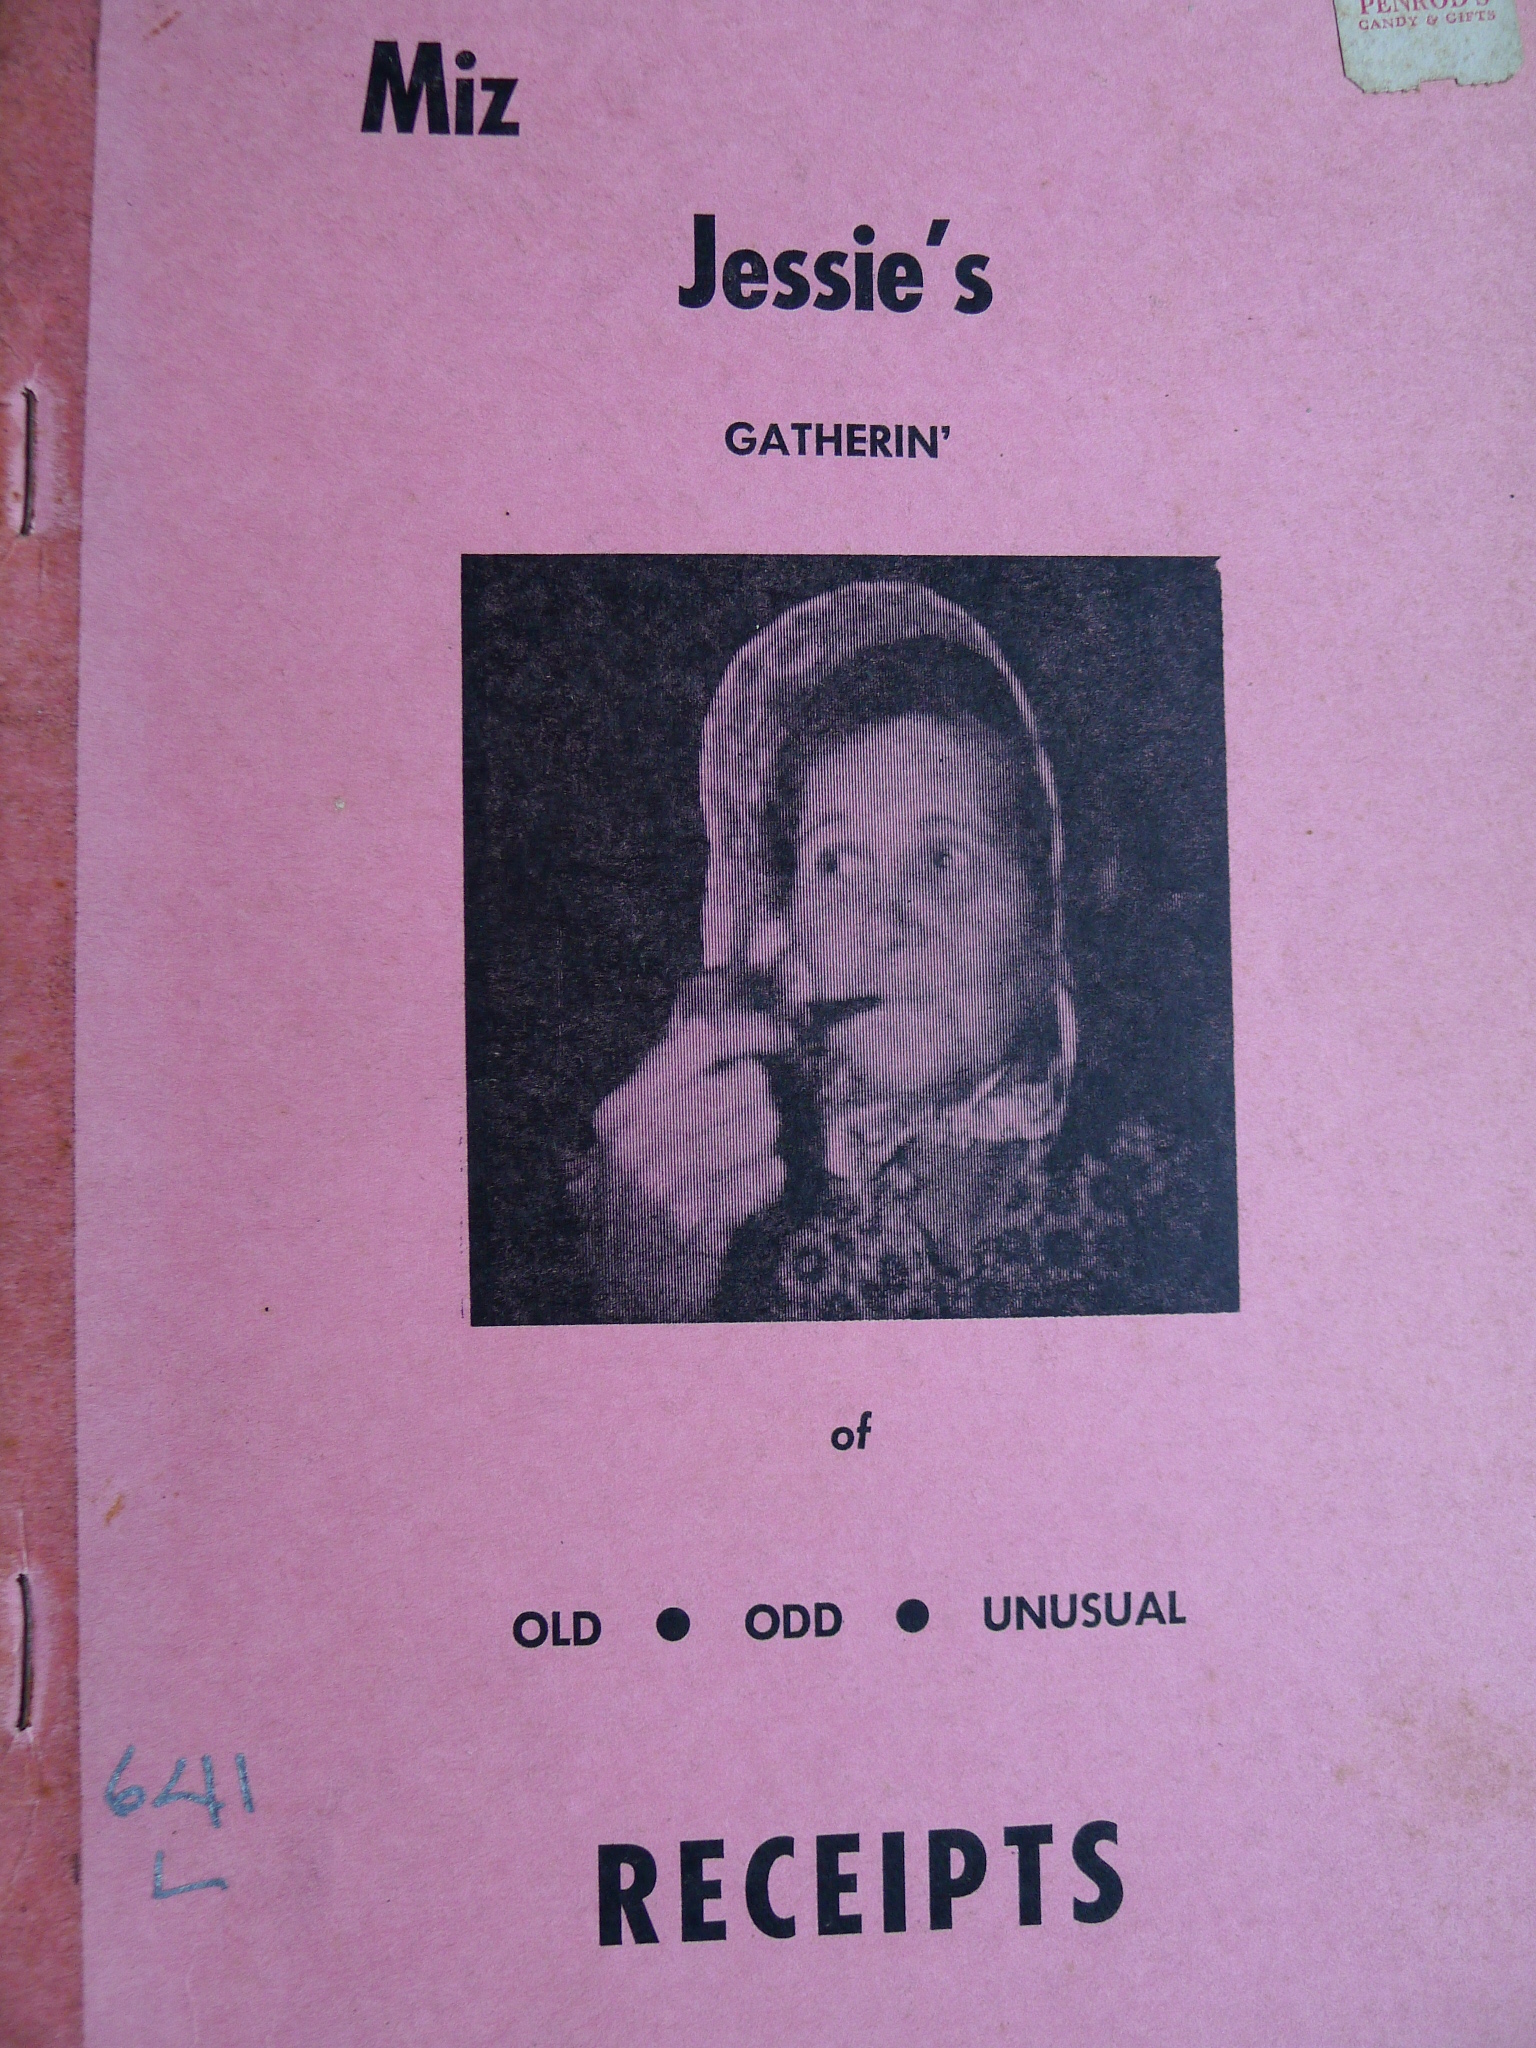 PENROD'S
CANDY & GIFTS
Miz
Jessie's
GATHERIN'
of
OLD ● ODD ● UNUSUAL
641
L
RECEIPTS